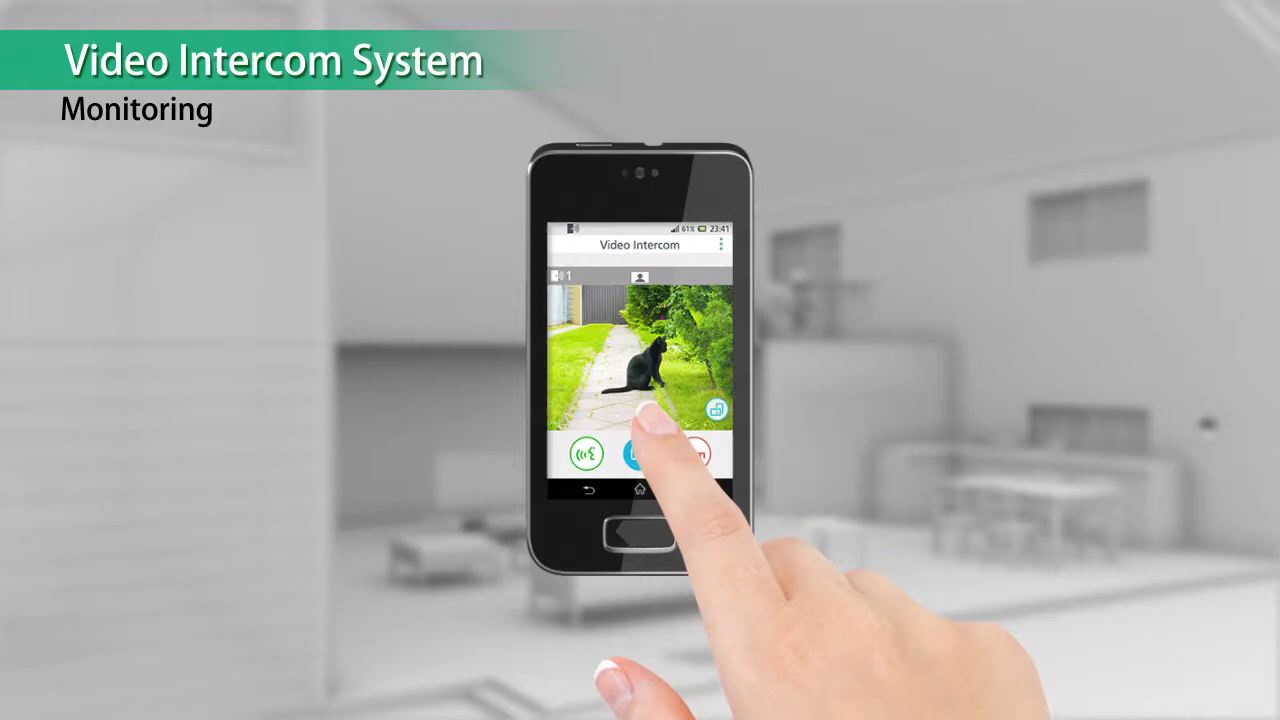 Video Intercom System
Monitoring
61% 23:41
Video Intercom
1